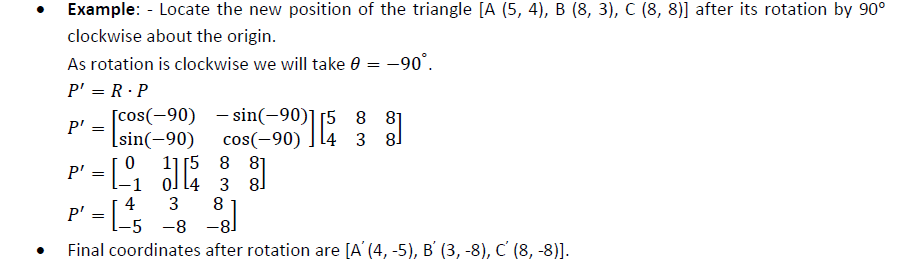 • Example: - Locate the new position of the triangle [A (5, 4), B (8, 3), C (8, 8)] after its rotation by 90°
clockwise about the origin.
As rotation is clockwise we will take θ = −90°.
P′ = R · P
P′ = [cos(−90) − sin(−90)] [5 8 8]
[sin(−90) cos(−90)] [4 3 8]
P′ = [0 1] [5 8 8]
[−1 0] [4 3 8]
P′ = [4 3 8]
[−5 −8 −8]
• Final coordinates after rotation are [A′ (4, -5), B′ (3, -8), C′ (8, -8)].